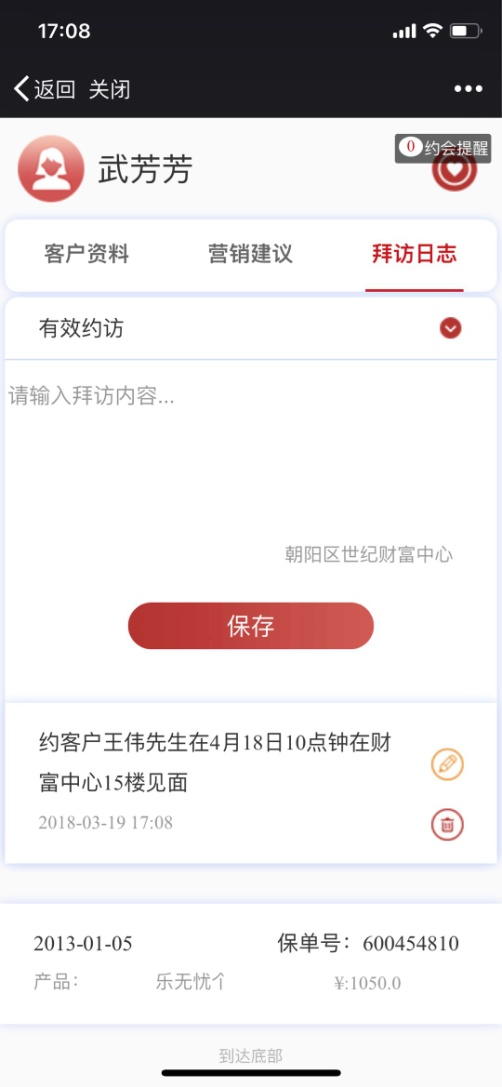 17:08
返回 关闭
武芳芳
0 约会提醒
客户资料 营销建议 拜访日志
有效约访
请输入拜访内容...
朝阳区世纪财富中心
保存
约客户王伟先生在4月18日10点钟在财
富中心15楼见面
2018-03-19 17:08
2013-01-05 保单号：600454810
产品： 乐无忧个 ¥:1050.0
到达底部